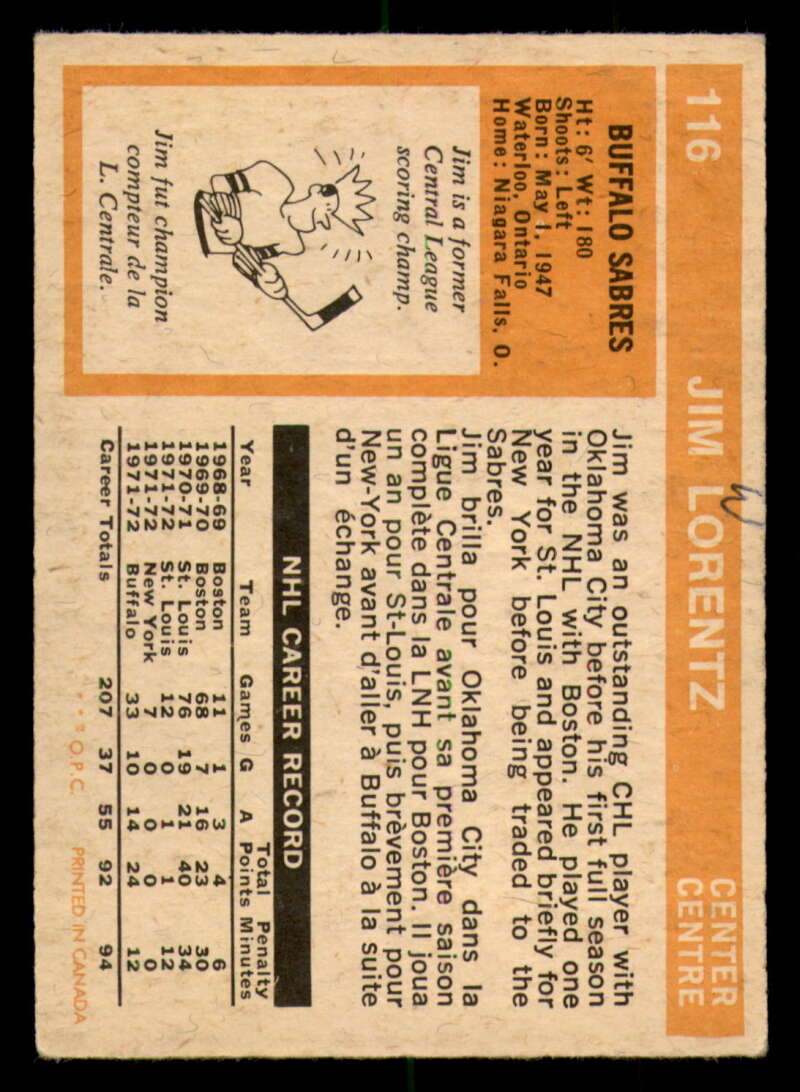 116 JIM LORENTZ CENTER
CENTRE
W
BUFFALO SABRES
Ht: 6' Wt: 180
Shoots: Left
Born: May 1, 1947
Waterloo, Ontario
Home: Niagara Falls, O.
Jim is a former
Central League
scoring champ.
Jim fut champion
compteur de la
L. Centrale.
Jim was an outstanding CHL player with
Oklahoma City before his first full season
in the NHL with Boston. He played one
year for St. Louis and appeared briefly for
New York before being traded to the
Sabres.
Jim brilla pour Oklahoma City dans la
Ligue Centrale avant sa première saison
complète dans la LNH pour Boston. Il joua
un an pour St-Louis, puis brèvement pour
New-York avant d'aller à Buffalo à la suite
d'un échange.
NHL CAREER RECORD
Year Team Games G A Total Points Penalty Minutes
1968-69 Boston 11 1 3 4 6
1969-70 Boston 68 7 16 23 30
1970-71 St. Louis 76 19 21 40 34
1971-72 St. Louis 12 0 1 1 12
1971-72 New York 7 0 0 0 0
1971-72 Buffalo 33 10 14 24 12
Career Totals 207 37 55 92 94
O.P.C. PRINTED IN CANADA